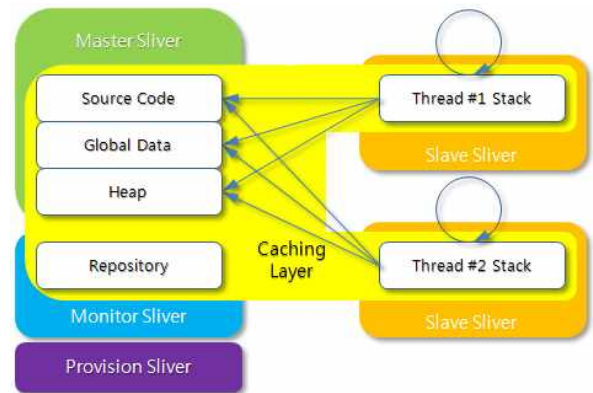 Master Sliver
Source Code
Global Data
Heap
Repository
Monitor Sliver
Provision Sliver
Caching
Layer
Thread #1 Stack
Slave Sliver
Thread #2 Stack
Slave Sliver